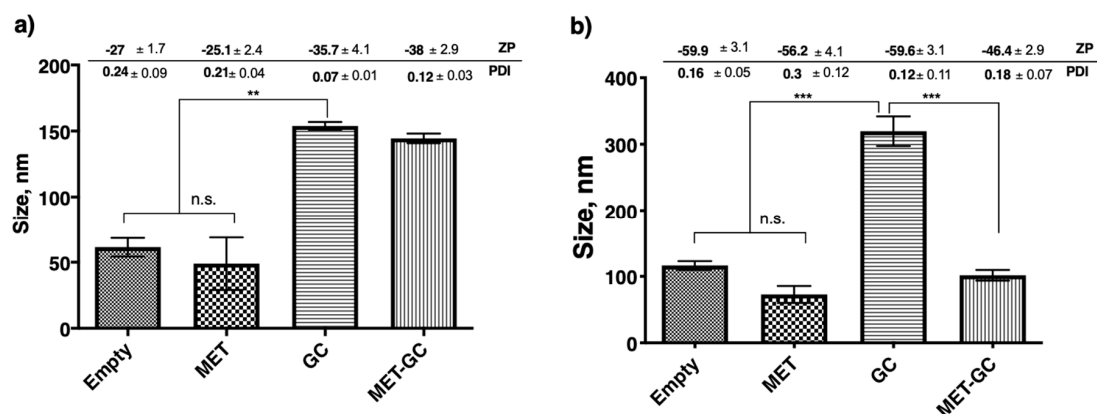 a)
-27 ± 1.7 -25.1 ± 2.4 -35.7 ± 4.1 -38 ± 2.9 ZP
0.24 ± 0.09 0.21 ± 0.04 0.07 ± 0.01 0.12 ± 0.03 PDI
200
150
100
50
0
Size, nm
**
n.s.
Empty
MET
GC
MET-GC
b)
-59.9 ± 3.1 -56.2 ± 4.1 -59.6 ± 3.1 -46.4 ± 2.9 ZP
0.16 ± 0.05 0.3 ± 0.12 0.12 ± 0.11 0.18 ± 0.07 PDI
400
300
200
100
0
Size, nm
*** ***
n.s.
Empty
MET
GC
MET-GC